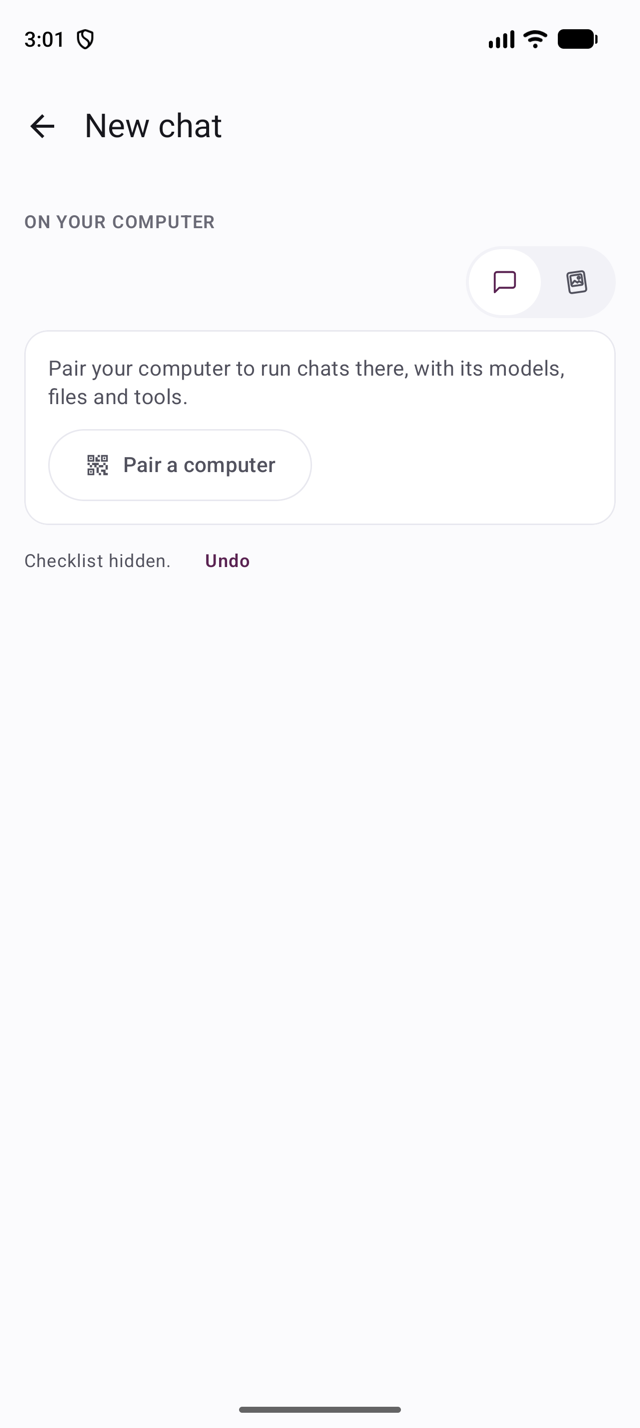 3:01
New chat
ON YOUR COMPUTER
Pair your computer to run chats there, with its models,
files and tools.
Pair a computer
Checklist hidden. Undo